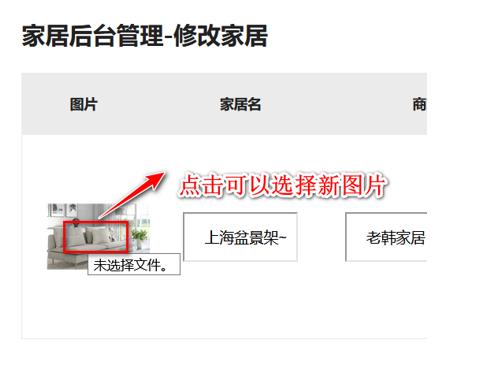 家居后台管理-修改家居
图片 家居名 商
点击可以选择新图片
上海盆景架~ 老韩家居
未选择文件。